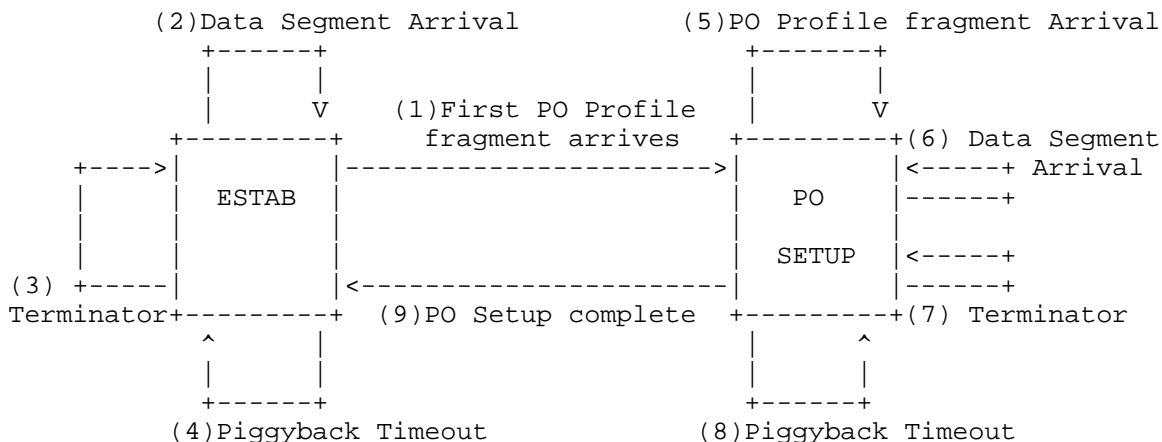 (2)Data Segment Arrival (5)PO Profile fragment Arrival
(1)First PO Profile
fragment arrives (6) Data Segment
Arrival
ESTAB PO
SETUP
(3)
Terminator (9)PO Setup complete (7) Terminator
(4)Piggyback Timeout (8)Piggyback Timeout